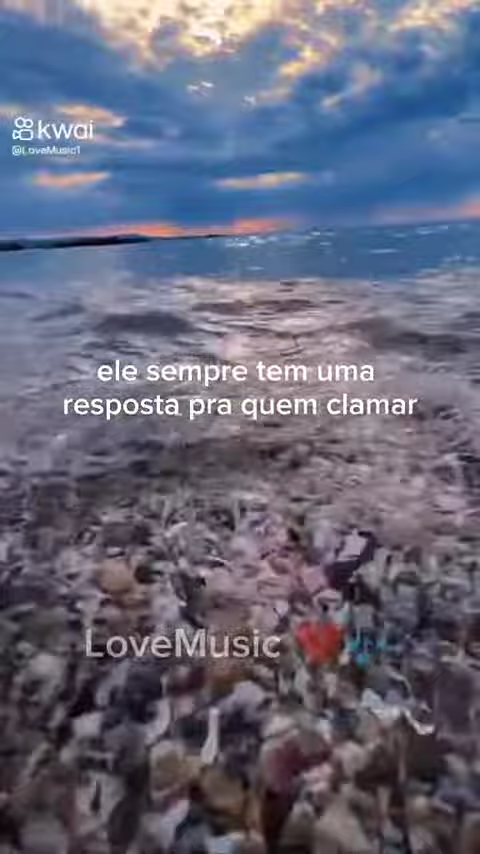 kwai
@LoveMusic1
ele sempre tem uma
resposta pra quem clamar
LoveMusic